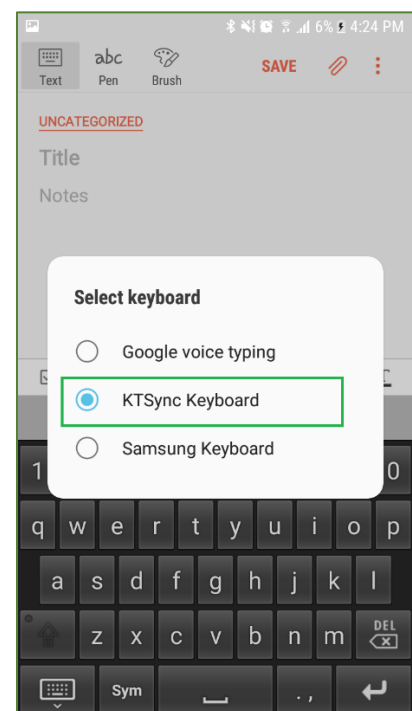 6% 4:24 PM
abc
Text Pen Brush SAVE
UNCATEGORIZED
Title
Notes
Select keyboard
Google voice typing
KTSync Keyboard
Samsung Keyboard
1 0
q w e r t y u i o p
a s d f g h j k l
z x c v b n m DEL
Sym . ,